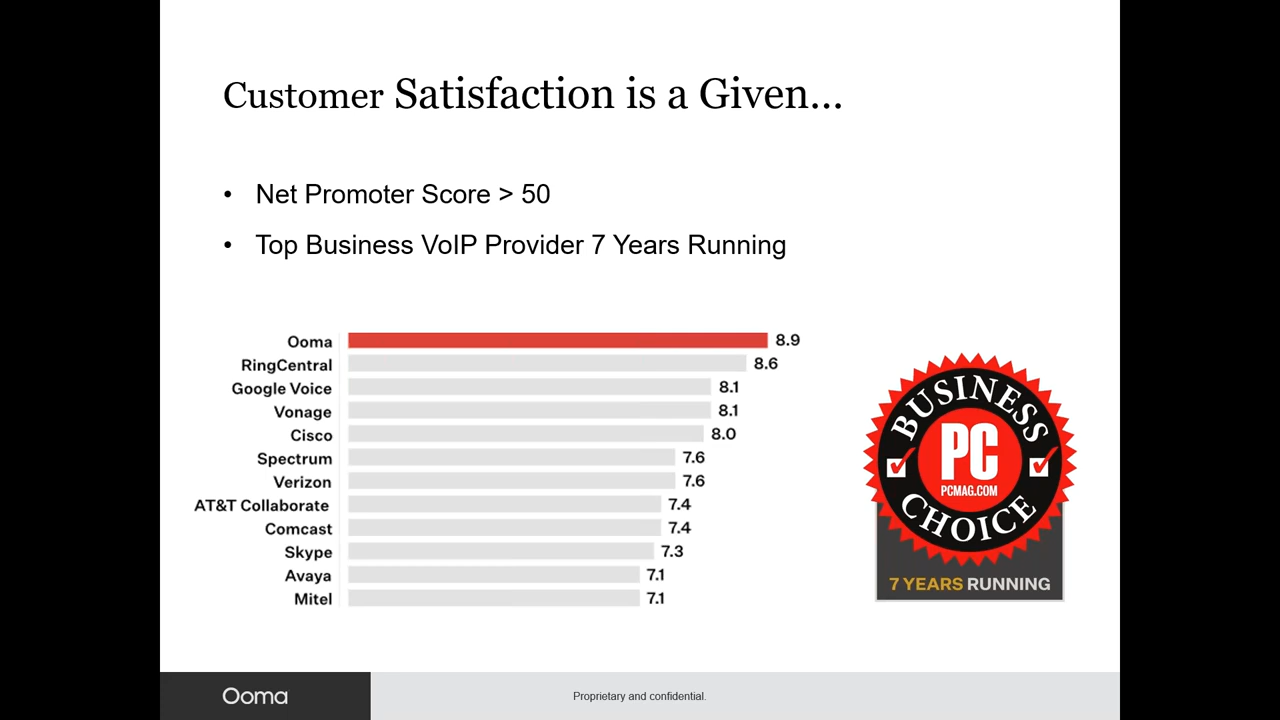 Customer Satisfaction is a Given...
• Net Promoter Score > 50
• Top Business VoIP Provider 7 Years Running
Ooma 8.9
RingCentral 8.6
Google Voice 8.1
Vonage 8.1
Cisco 8.0
Spectrum 7.6
Verizon 7.6
AT&T Collaborate 7.4
Comcast 7.4
Skype 7.3
Avaya 7.1
Mitel 7.1
BUSINESS
PC
PCMAG.COM
CHOICE
7 YEARS RUNNING
Ooma
Proprietary and confidential.